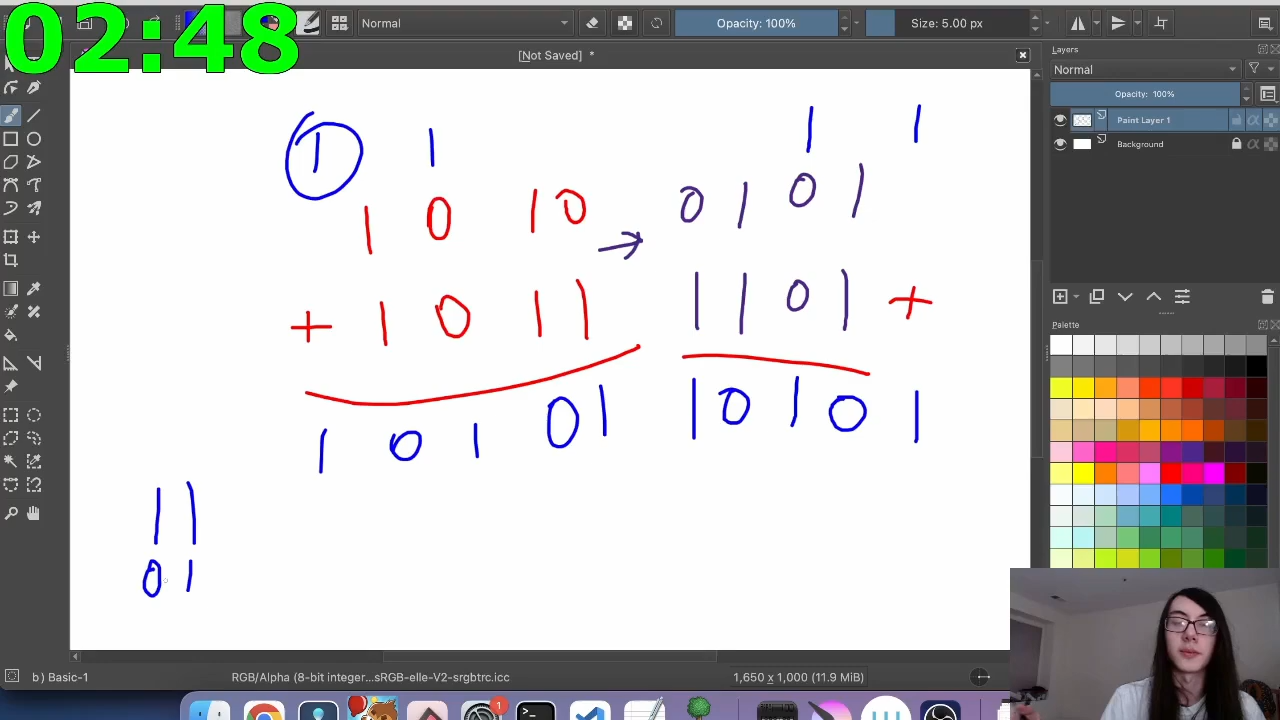 02:48
Normal
Opacity: 100%
Size: 5.00 px
[Not Saved] *
Layers
Normal
Opacity: 100%
Paint Layer 1
Background
Palette
1 1
1 0 1 0
+ 1 0 1 1
1 0 1 0 1
→
1 1
0 1 0 1
1 1 0 1 +
1 0 1 0 1
1 1
0 1
b) Basic-1
RGB/Alpha (8-bit integer...sRGB-elle-V2-srgbtrc.icc
1,650 x 1,000 (11.9 MiB)
1